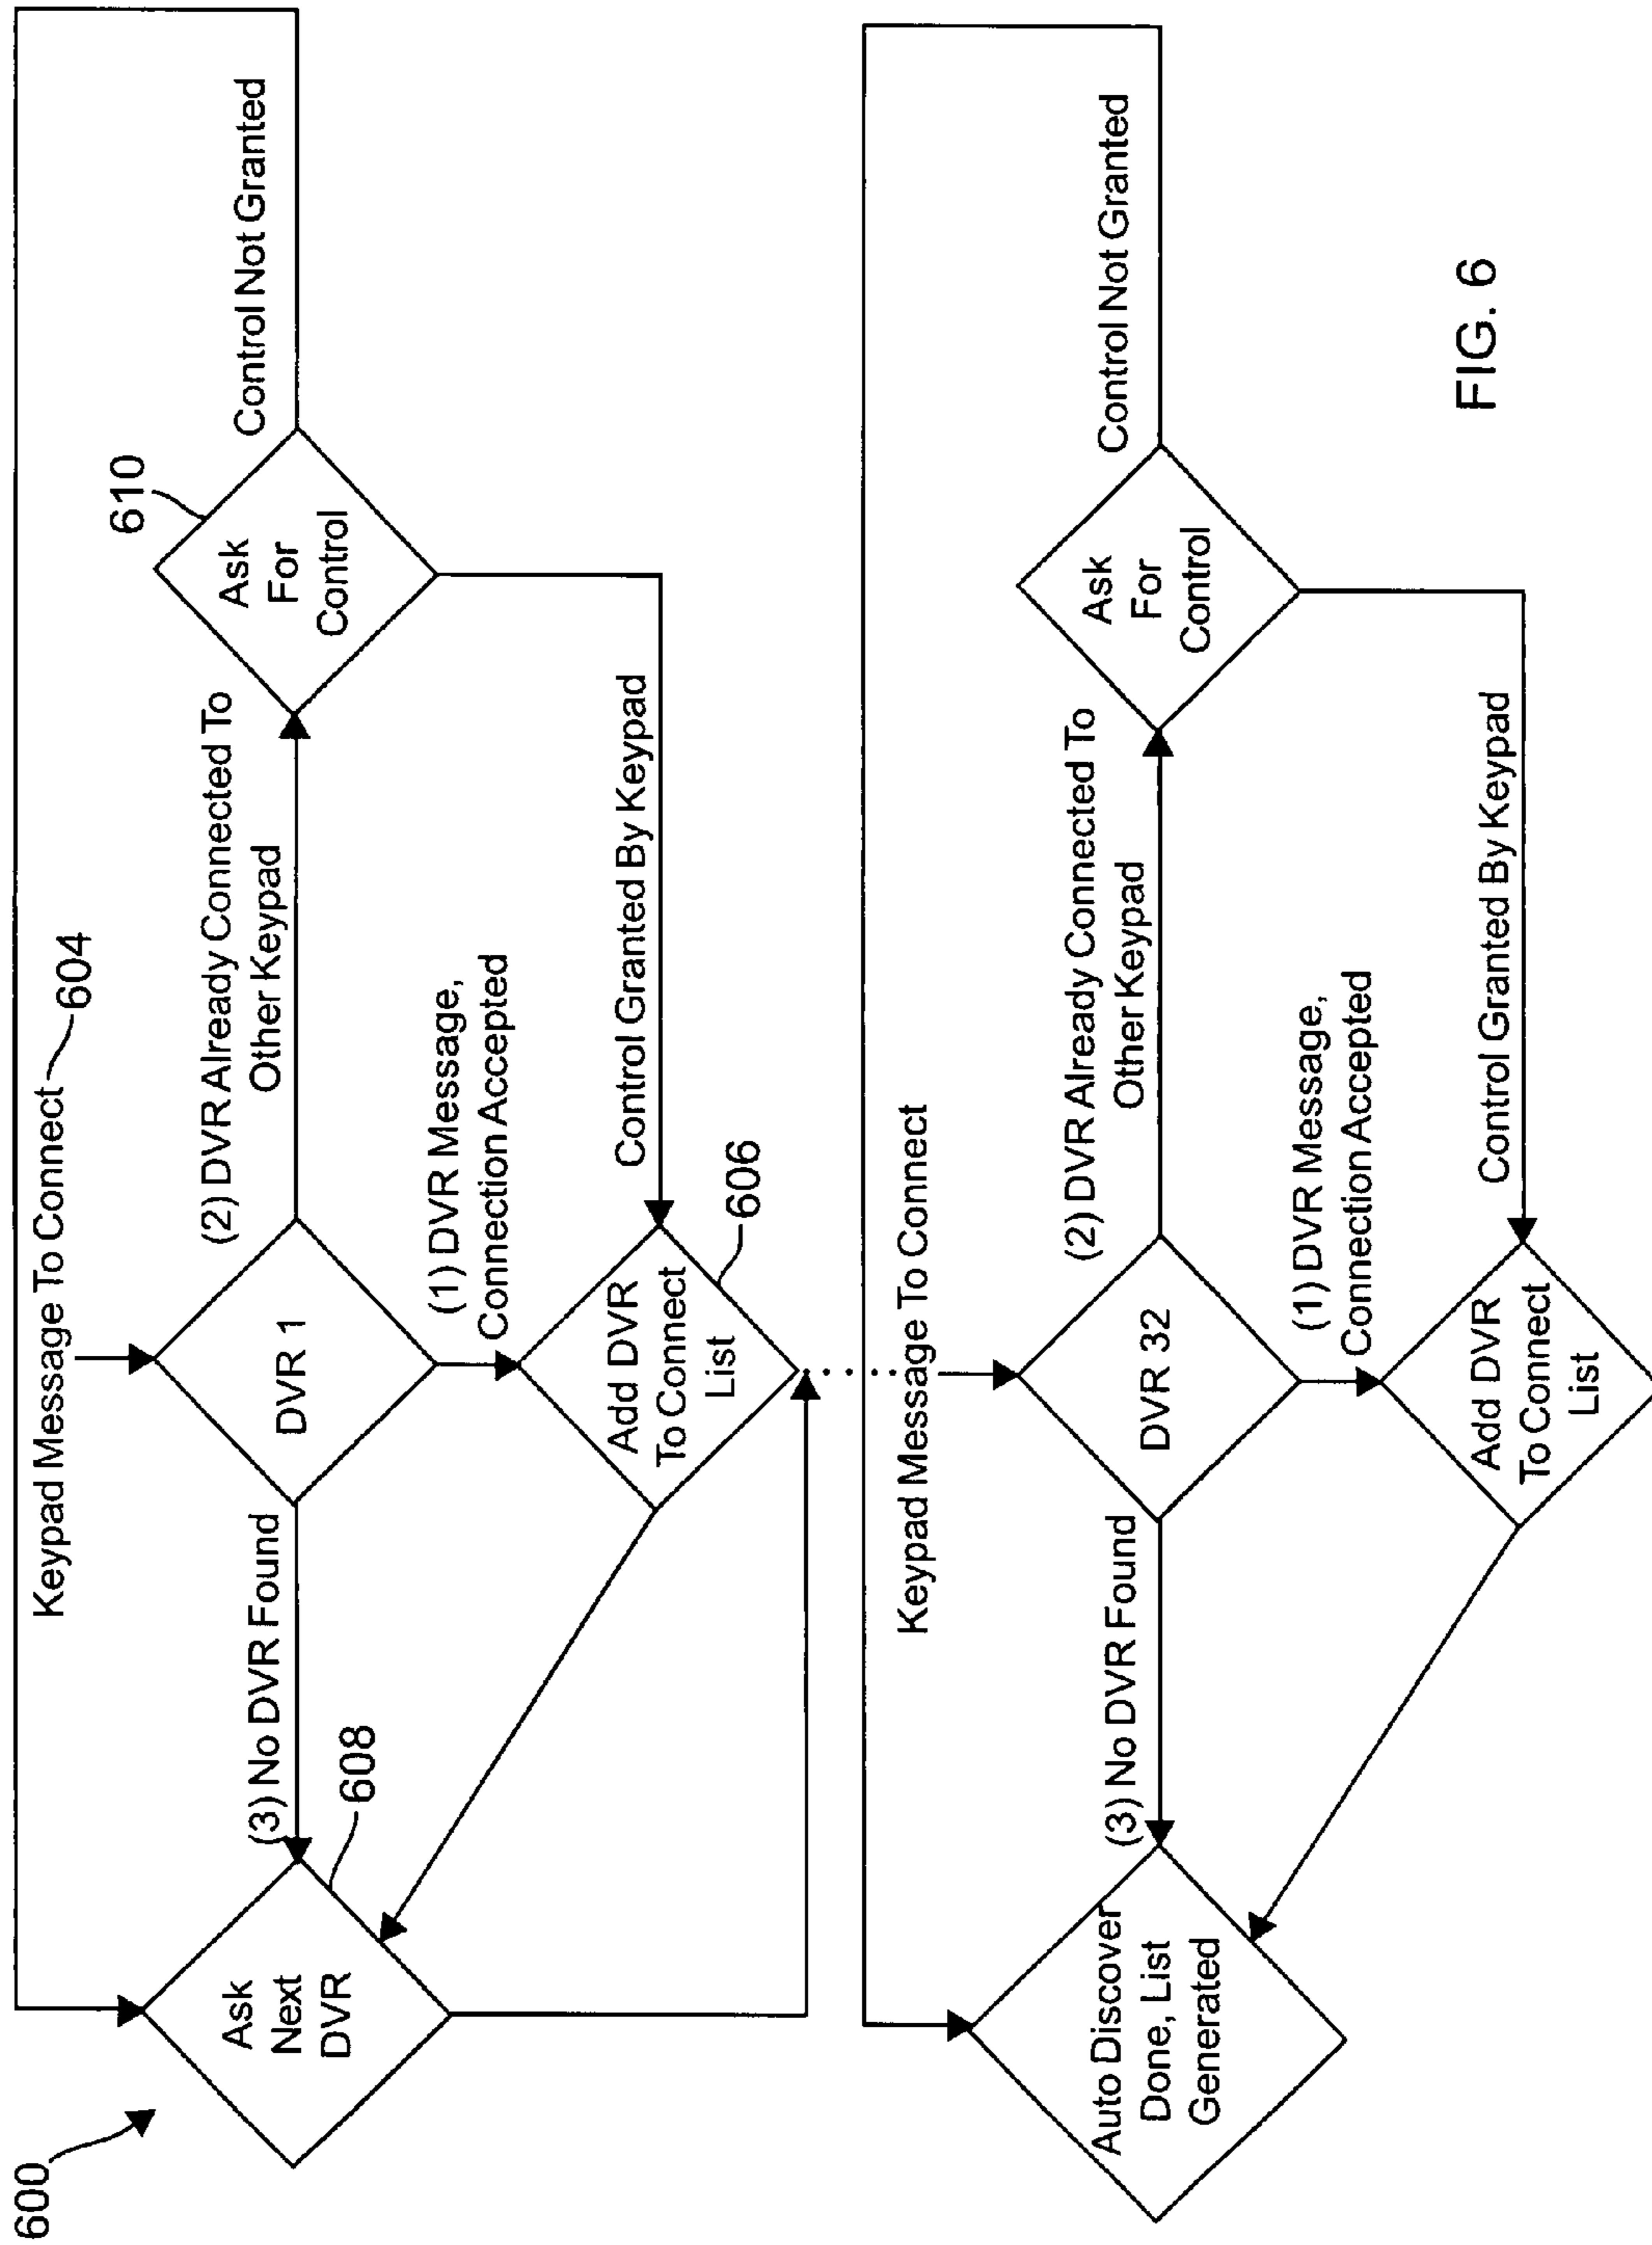 600
Keypad Message To Connect
604
Ask
Next
DVR
608
(3) No DVR Found
DVR 1
(2) DVR Already Connected To
Other Keypad
610
Ask
For
Control
Control Not Granted
(1) DVR Message,
Connection Accepted
Add DVR
To Connect
List
606
Control Granted By Keypad
Keypad Message To Connect
Auto Discover
Done, List
Generated
(3) No DVR Found
DVR 32
(2) DVR Already Connected To
Other Keypad
Ask
For
Control
Control Not Granted
(1) DVR Message,
Connection Accepted
Add DVR
To Connect
List
Control Granted By Keypad
FIG. 6